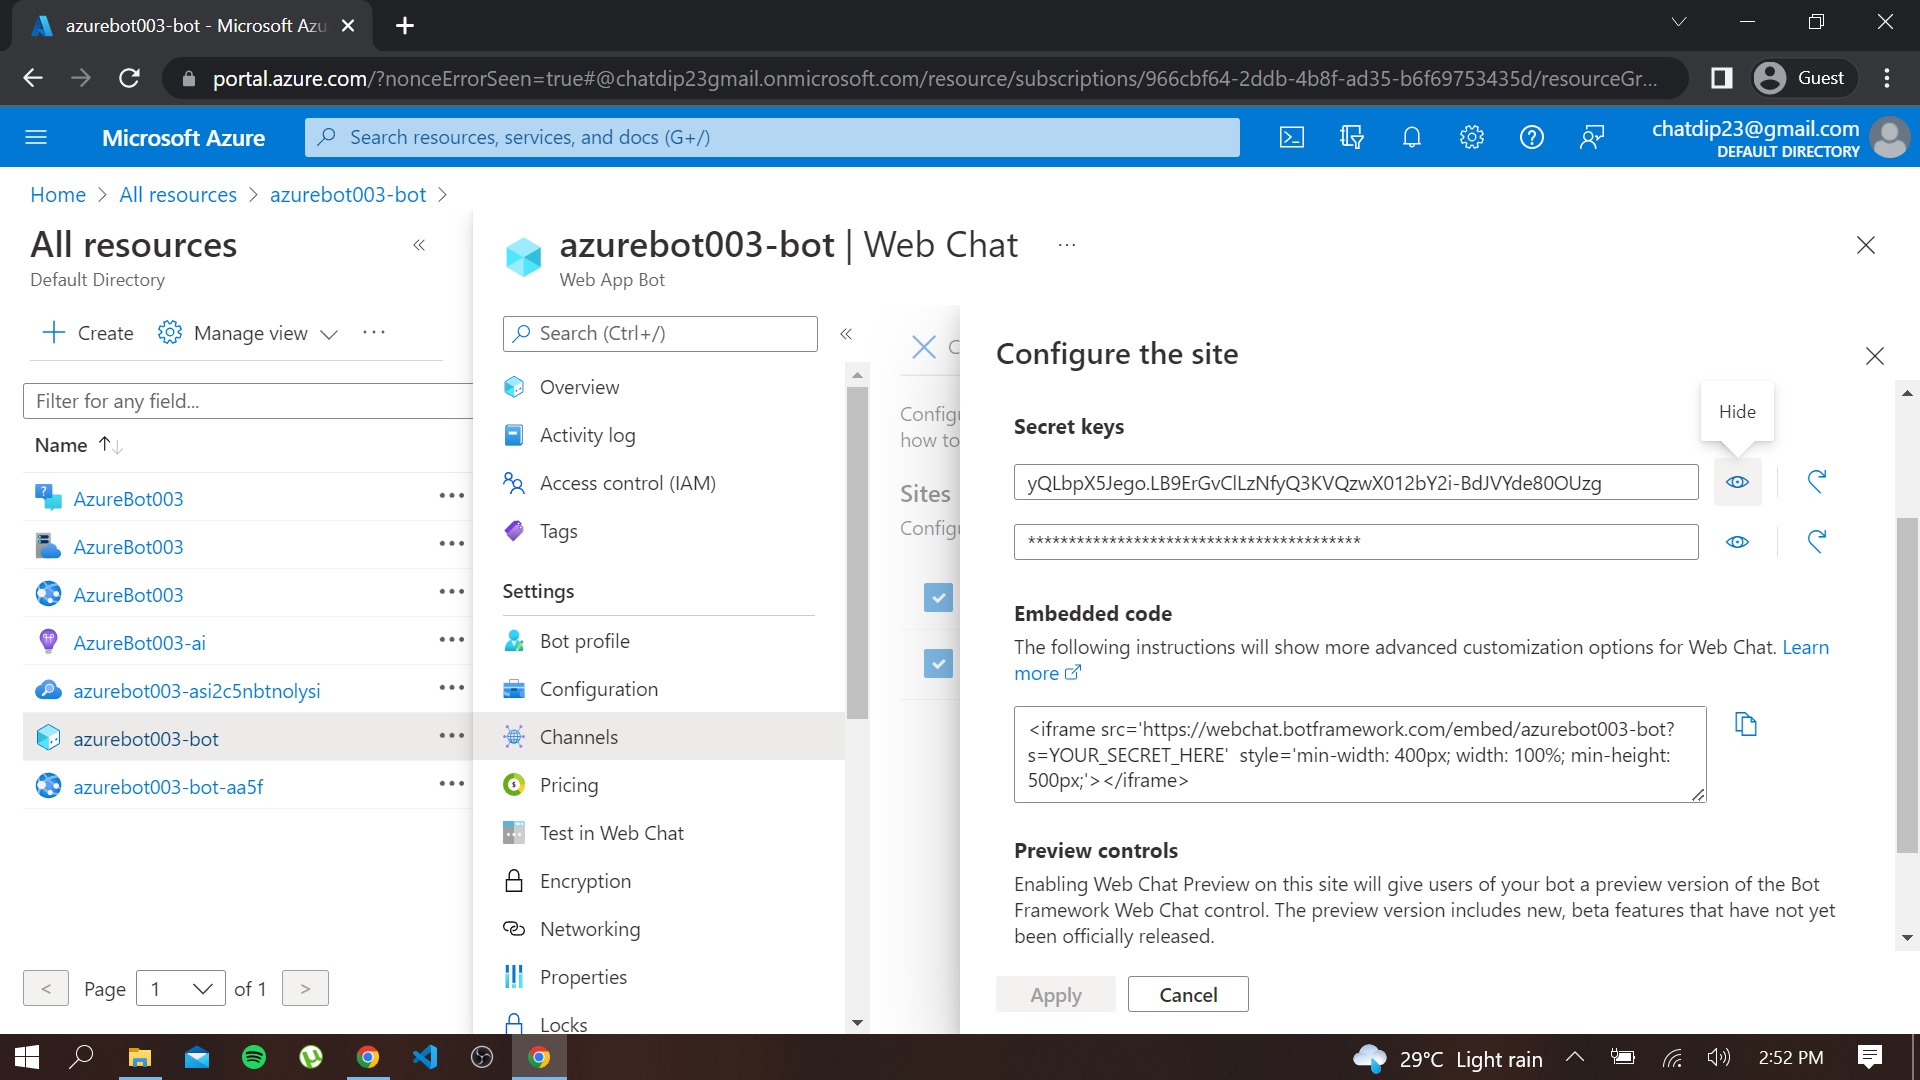 azurebot003-bot - Microsoft Azu
portal.azure.com/?nonceErrorSeen=true#@chatdip23gmail.onmicrosoft.com/resource/subscriptions/966cbf64-2ddb-4b8f-ad35-b6f69753435d/resourceGr...
Guest
Microsoft Azure
Search resources, services, and docs (G+/)
chatdip23@gmail.com
DEFAULT DIRECTORY
Home > All resources > azurebot003-bot >
All resources
Default Directory
Create
Manage view
Filter for any field...
Name
AzureBot003
AzureBot003
AzureBot003
AzureBot003-ai
azurebot003-asi2c5nbtnolysi
azurebot003-bot
azurebot003-bot-aa5f
< Page 1 of 1 >
azurebot003-bot | Web Chat
Web App Bot
Search (Ctrl+/)
Overview
Activity log
Access control (IAM)
Tags
Settings
Bot profile
Configuration
Channels
Pricing
Test in Web Chat
Encryption
Networking
Properties
Locks
Configu
how to
Sites
Configu
Configure the site
Hide
Secret keys
yQLbpX5Jego.LB9ErGvClLzNfyQ3KVQzwX012bY2i-BdJVYde80OUzg
*****************************************
Embedded code
The following instructions will show more advanced customization options for Web Chat. Learn
more
<iframe src='https://webchat.botframework.com/embed/azurebot003-bot?
s=YOUR_SECRET_HERE'  style='min-width: 400px; width: 100%; min-height:
500px;'></iframe>
Preview controls
Enabling Web Chat Preview on this site will give users of your bot a preview version of the Bot
Framework Web Chat control. The preview version includes new, beta features that have not yet
been officially released.
Apply
Cancel
29°C Light rain
2:52 PM